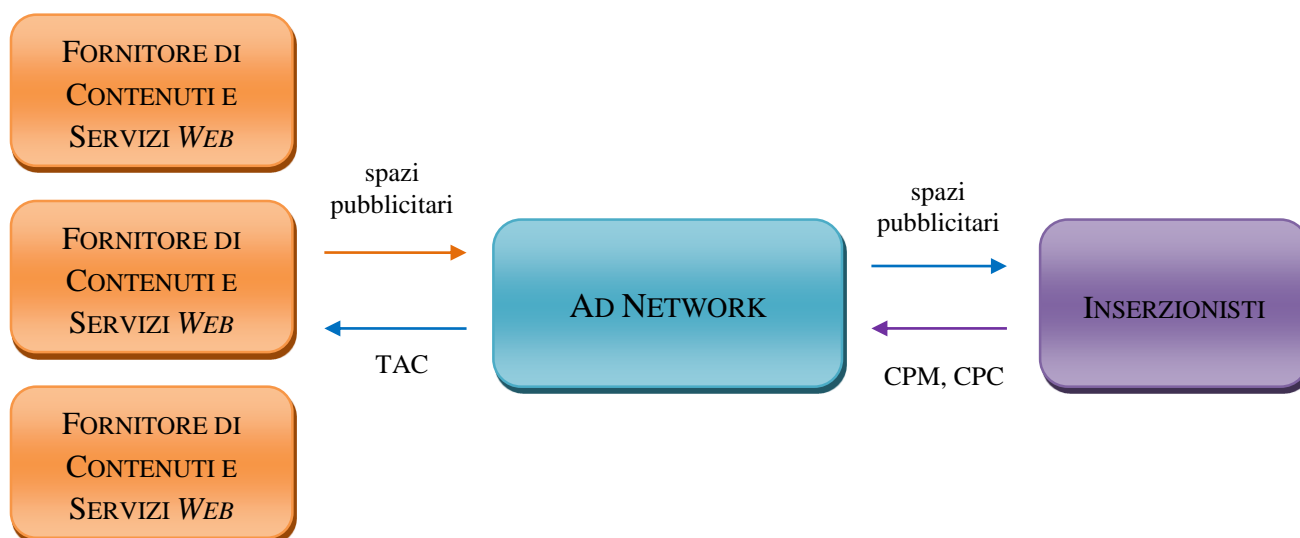 FORNITORE DI
CONTENUTI E
SERVIZI WEB
spazi
pubblicitari
FORNITORE DI
CONTENUTI E
SERVIZI WEB
TAC
FORNITORE DI
CONTENUTI E
SERVIZI WEB
AD NETWORK
spazi
pubblicitari
CPM, CPC
INSERZIONISTI